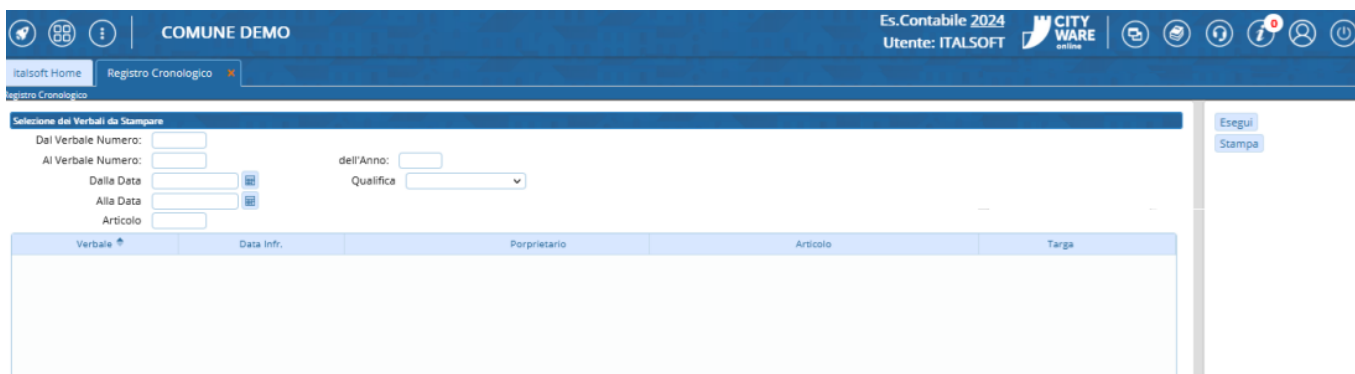 COMUNE DEMO
Es.Contabile 2024
Utente: ITALSOFT
CITY
WARE
online
0
Italsoft Home
Registro Cronologico
Registro Cronologico
Selezione dei Verbali da Stampare
Esegui
Stampa
Dal Verbale Numero:
Al Verbale Numero: dell'Anno:
Dalla Data Qualifica
Alla Data
Articolo
Verbale Data Infr. Porprietario Articolo Targa